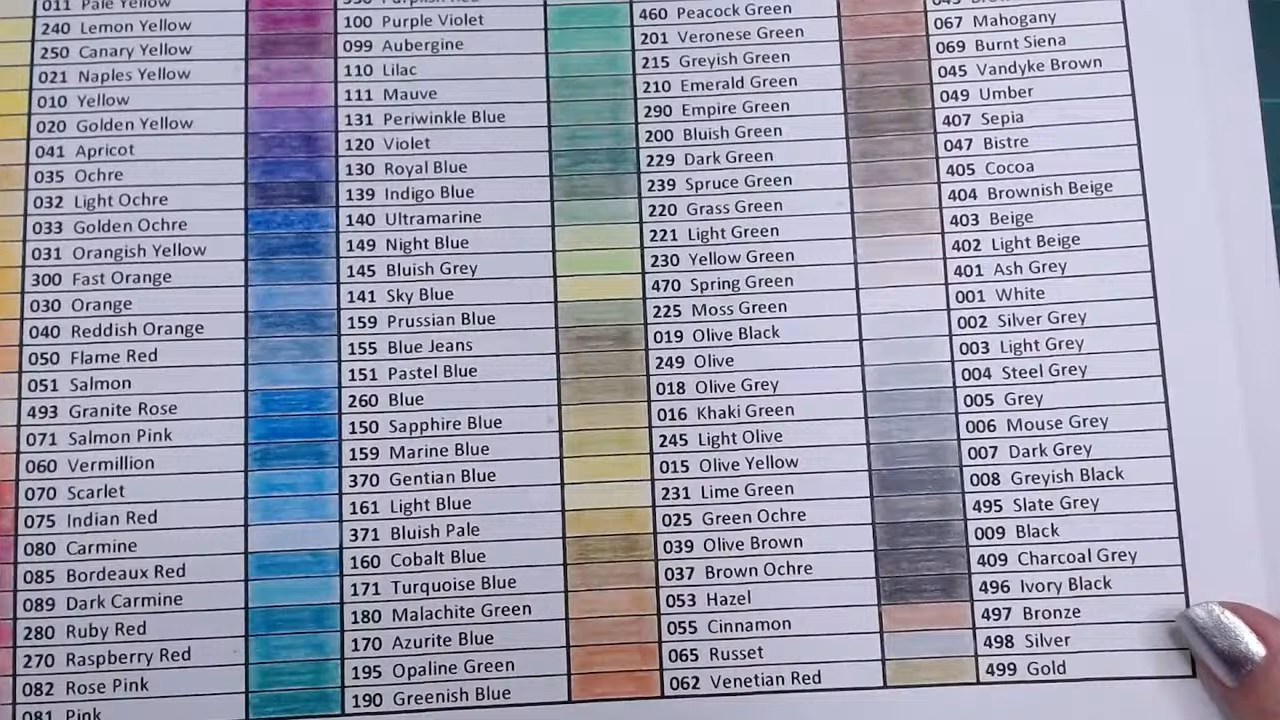 011 Pale Yellow
240 Lemon Yellow
250 Canary Yellow
021 Naples Yellow
010 Yellow
020 Golden Yellow
041 Apricot
035 Ochre
032 Light Ochre
033 Golden Ochre
031 Orangish Yellow
300 Fast Orange
030 Orange
040 Reddish Orange
050 Flame Red
051 Salmon
493 Granite Rose
071 Salmon Pink
060 Vermillion
070 Scarlet
075 Indian Red
080 Carmine
085 Bordeaux Red
089 Dark Carmine
280 Ruby Red
270 Raspberry Red
082 Rose Pink
081 Pink
100 Purple Violet
099 Aubergine
110 Lilac
111 Mauve
131 Periwinkle Blue
120 Violet
130 Royal Blue
139 Indigo Blue
140 Ultramarine
149 Night Blue
145 Bluish Grey
141 Sky Blue
159 Prussian Blue
155 Blue Jeans
151 Pastel Blue
260 Blue
150 Sapphire Blue
159 Marine Blue
370 Gentian Blue
161 Light Blue
371 Bluish Pale
160 Cobalt Blue
171 Turquoise Blue
180 Malachite Green
170 Azurite Blue
195 Opaline Green
190 Greenish Blue
460 Peacock Green
201 Veronese Green
215 Greyish Green
210 Emerald Green
290 Empire Green
200 Bluish Green
229 Dark Green
239 Spruce Green
220 Grass Green
221 Light Green
230 Yellow Green
470 Spring Green
225 Moss Green
019 Olive Black
249 Olive
018 Olive Grey
016 Khaki Green
245 Light Olive
015 Olive Yellow
231 Lime Green
025 Green Ochre
039 Olive Brown
037 Brown Ochre
053 Hazel
055 Cinnamon
065 Russet
062 Venetian Red
067 Mahogany
069 Burnt Siena
045 Vandyke Brown
049 Umber
407 Sepia
047 Bistre
405 Cocoa
404 Brownish Beige
403 Beige
402 Light Beige
401 Ash Grey
001 White
002 Silver Grey
003 Light Grey
004 Steel Grey
005 Grey
006 Mouse Grey
007 Dark Grey
008 Greyish Black
495 Slate Grey
009 Black
409 Charcoal Grey
496 Ivory Black
497 Bronze
498 Silver
499 Gold